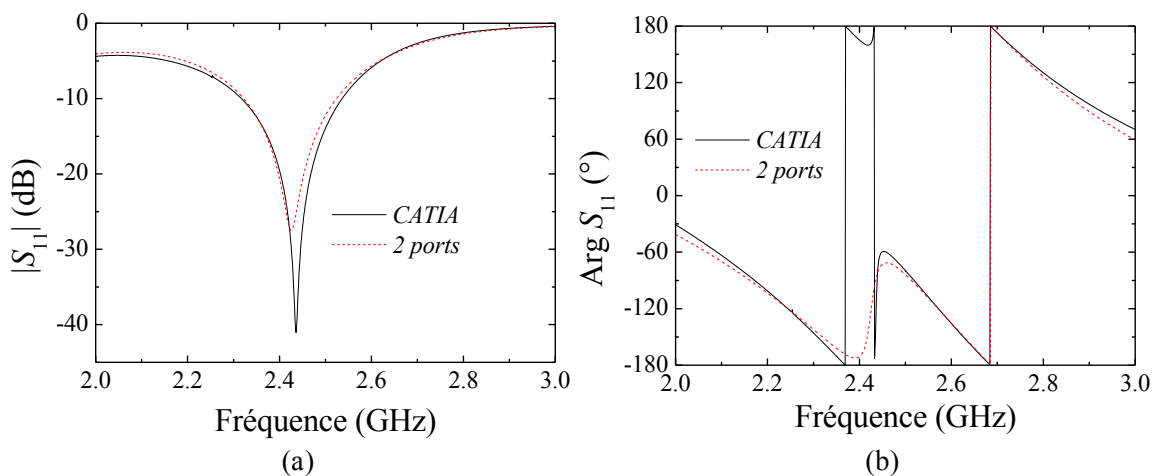 0
-10
-20
-30
-40
|S11| (dB)
CATIA
2 ports
2.0 2.2 2.4 2.6 2.8 3.0
Fréquence (GHz)
(a)
180
120
60
0
-60
-120
-180
Arg S11 (°)
CATIA
2 ports
2.0 2.2 2.4 2.6 2.8 3.0
Fréquence (GHz)
(b)